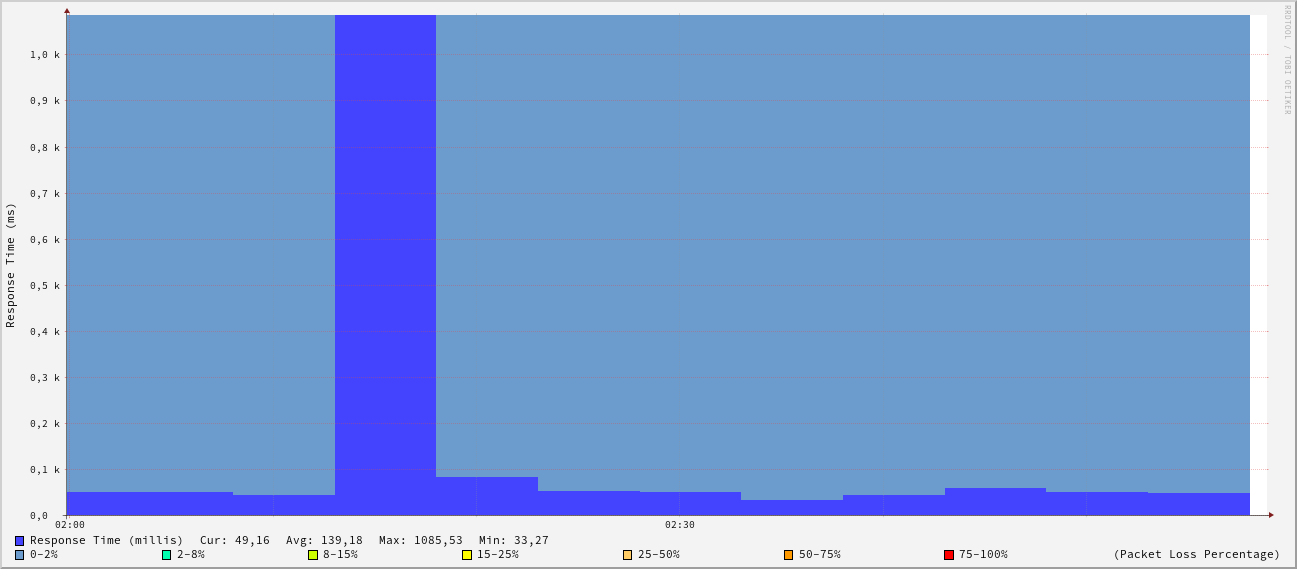 RRDTOOL / TOBI OETIKER
Response Time (ms)
1,0 k
0,9 k
0,8 k
0,7 k
0,6 k
0,5 k
0,4 k
0,3 k
0,2 k
0,1 k
0,0
02:00 02:30
Response Time (millis) Cur: 49,16 Avg: 139,18 Max: 1085,53 Min: 33,27
0-2% 2-8% 8-15% 15-25% 25-50% 50-75% 75-100% (Packet Loss Percentage)